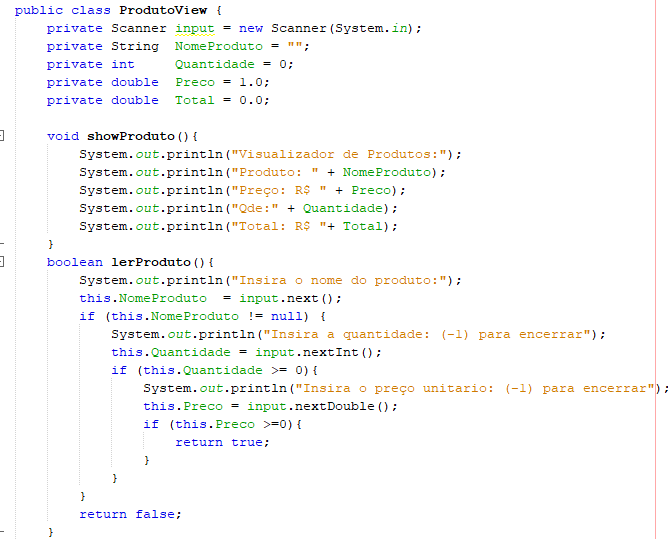 public class ProdutoView {
    private Scanner input = new Scanner(System.in);
    private String  NomeProduto = "";
    private int     Quantidade = 0;
    private double  Preco = 1.0;
    private double  Total = 0.0;

    void showProduto(){
        System.out.println("Visualizador de Produtos:");
        System.out.println("Produto: " + NomeProduto);
        System.out.println("Preço: R$ " + Preco);
        System.out.println("Qde:" + Quantidade);
        System.out.println("Total: R$ "+ Total);
    }
    boolean lerProduto(){
        System.out.println("Insira o nome do produto:");
        this.NomeProduto  = input.next();
        if (this.NomeProduto != null) {
            System.out.println("Insira a quantidade: (-1) para encerrar");
            this.Quantidade = input.nextInt();
            if (this.Quantidade >= 0){
                System.out.println("Insira o preço unitario: (-1) para encerrar");
                this.Preco = input.nextDouble();
                if (this.Preco >=0){
                    return true;
                }
            }
        }
        return false;
    }